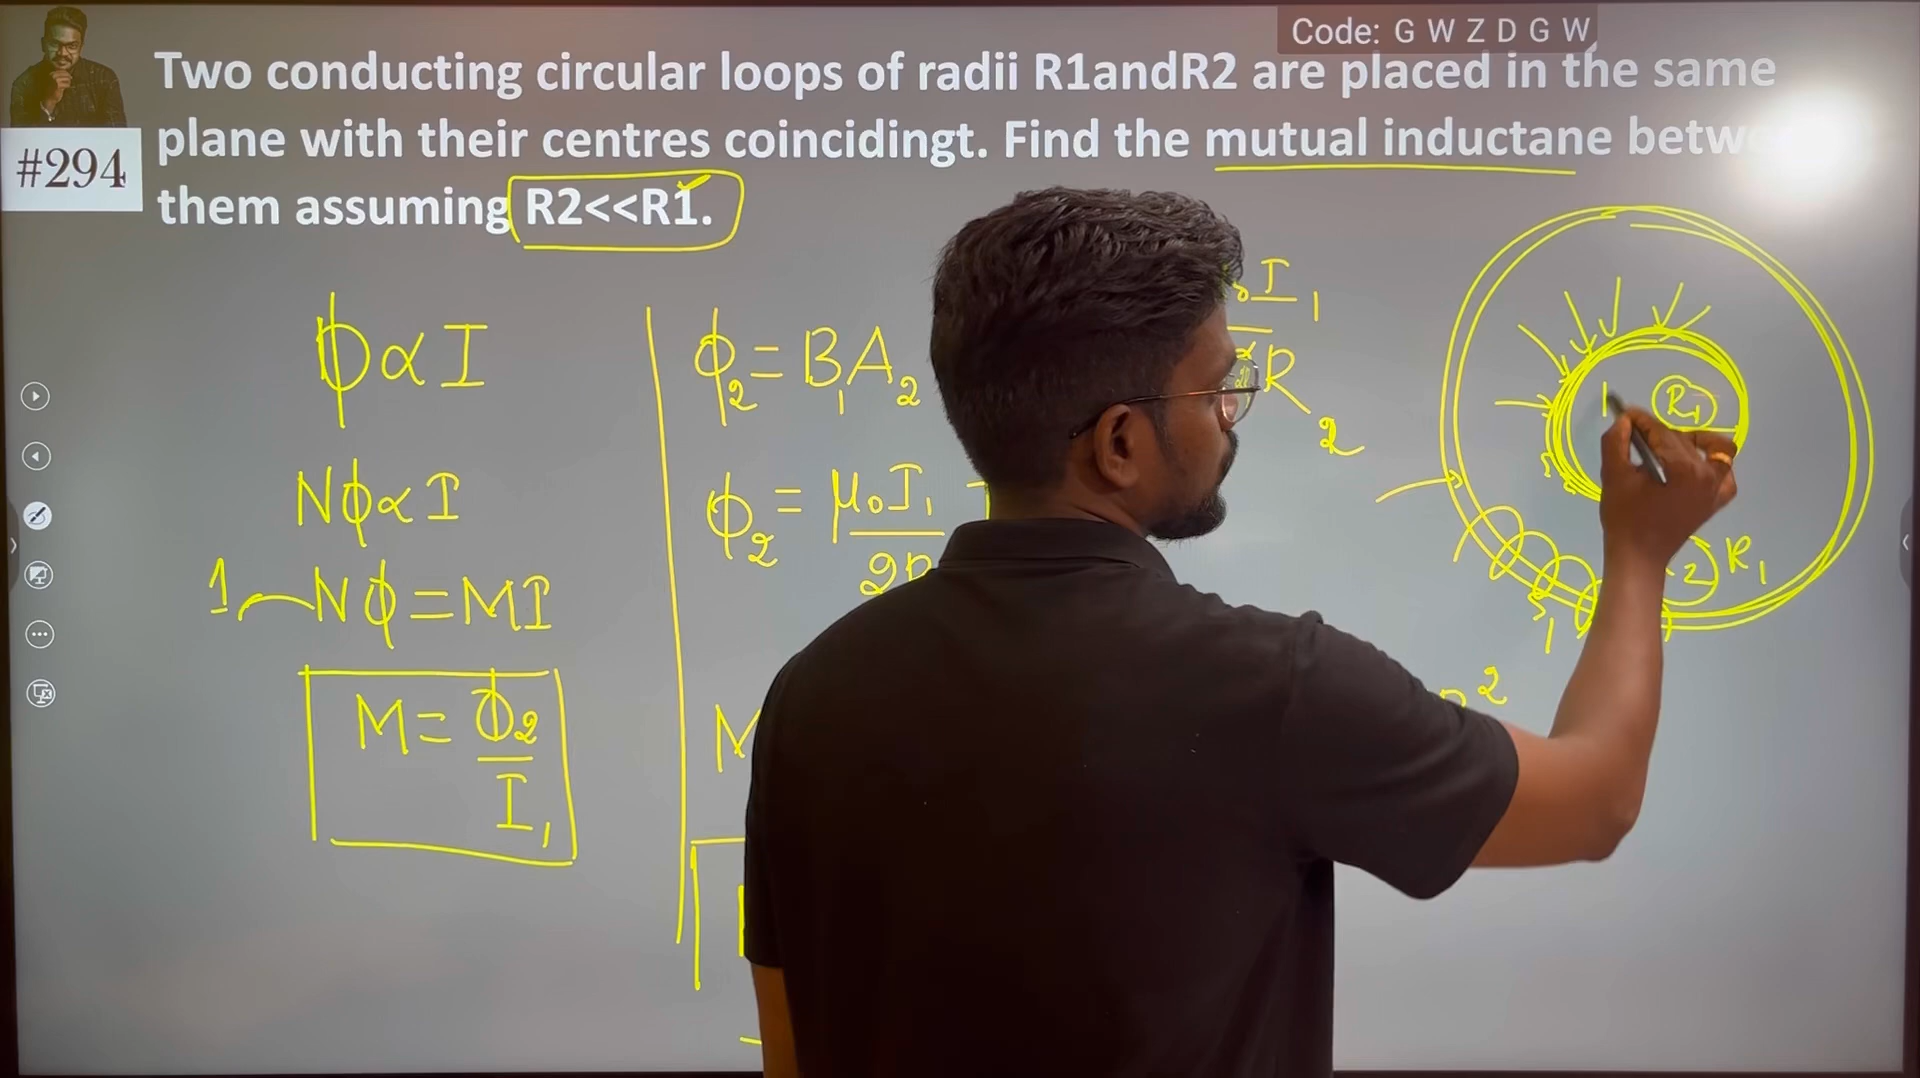 Code: G W Z D G W
Two conducting circular loops of radii R1andR2 are placed in the same
plane with their centres coincidingt. Find the mutual inductane betw
them assuming R2<<R1.
#294
Φ∝I
NΦ∝I
1 NΦ=MI
M=Φ2/I1
Φ2=B1A2
Φ2=μ0I1
M
I1
R2
R1
R1